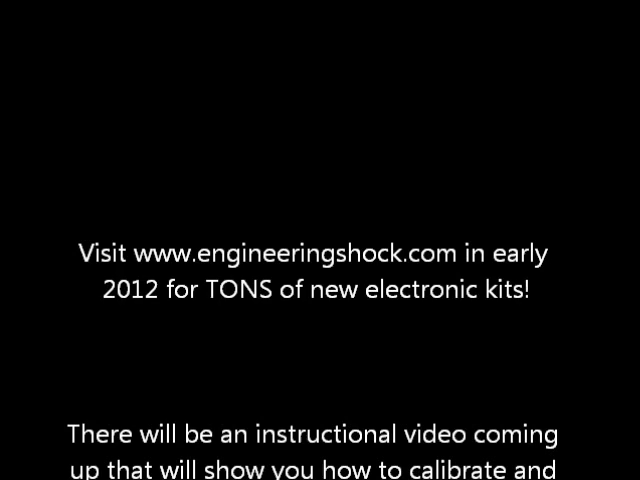 Visit www.engineeringshock.com in early
2012 for TONS of new electronic kits!
There will be an instructional video coming
up that will show you how to calibrate and